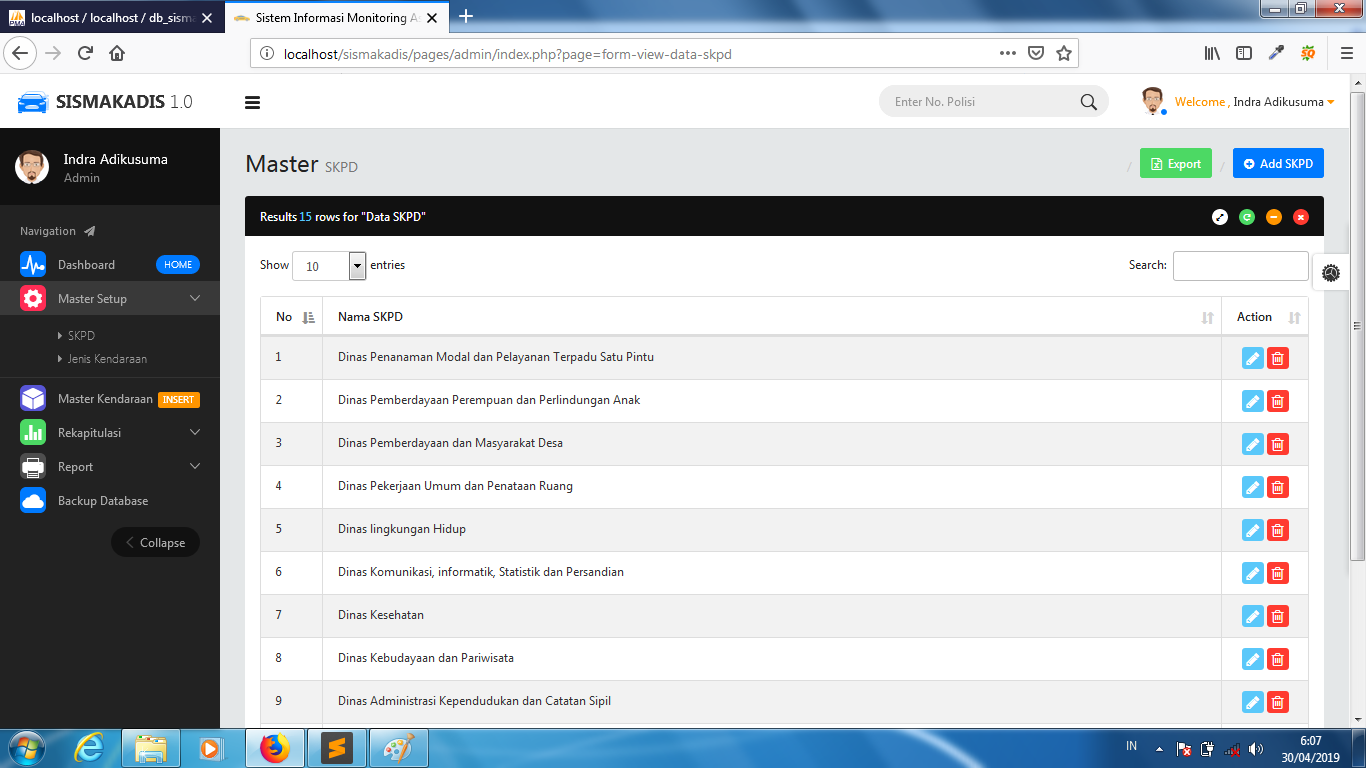 localhost / localhost / db_sism
Sistem Informasi Monitoring As
localhost/sismakadis/pages/admin/index.php?page=form-view-data-skpd
SISMAKADIS 1.0
Enter No. Polisi
Welcome , Indra Adikusuma
Indra Adikusuma
Admin
Navigation
Dashboard HOME
Master Setup
SKPD
Jenis Kendaraan
Master Kendaraan INSERT
Rekapitulasi
Report
Backup Database
Collapse
Master SKPD
/ Export / Add SKPD
Results 15 rows for "Data SKPD"
Show 10 entries Search:
No Nama SKPD Action
1 Dinas Penanaman Modal dan Pelayanan Terpadu Satu Pintu
2 Dinas Pemberdayaan Perempuan dan Perlindungan Anak
3 Dinas Pemberdayaan dan Masyarakat Desa
4 Dinas Pekerjaan Umum dan Penataan Ruang
5 Dinas lingkungan Hidup
6 Dinas Komunikasi, informatik, Statistik dan Persandian
7 Dinas Kesehatan
8 Dinas Kebudayaan dan Pariwisata
9 Dinas Administrasi Kependudukan dan Catatan Sipil
IN
6:07
30/04/2019